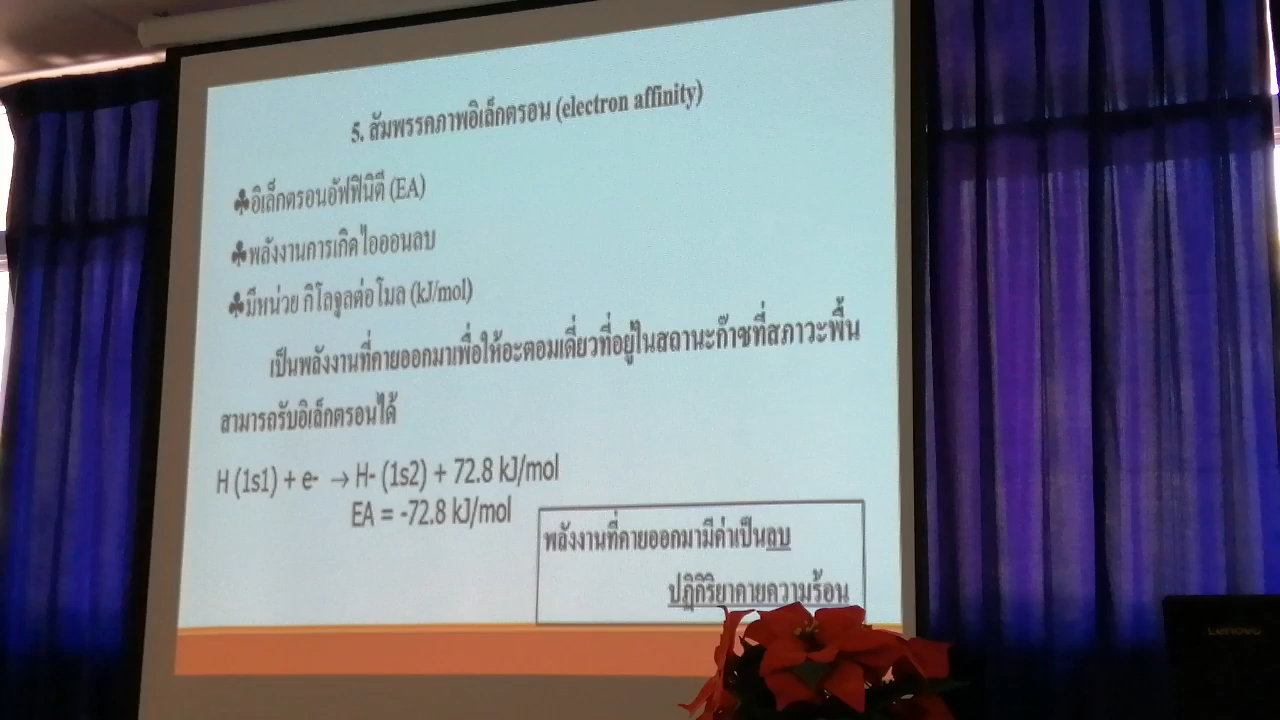 5. สัมพรรคภาพอิเล็กตรอน (electron affinity)
♣อิเล็กตรอนอัฟฟินิตี (EA)
♣พลังงานการเกิดไอออนลบ
♣มีหน่วย กิโลจูลต่อโมล (kJ/mol)
เป็นพลังงานที่คายออกมาเพื่อให้อะตอมเดี่ยวที่อยู่ในสถานะก๊าซที่สภาวะพื้น
สามารถรับอิเล็กตรอนได้
H (1s1) + e- → H- (1s2) + 72.8 kJ/mol
EA = -72.8 kJ/mol
พลังงานที่คายออกมามีค่าเป็นลบ
ปฏิกิริยาคายความร้อน
Lenovo